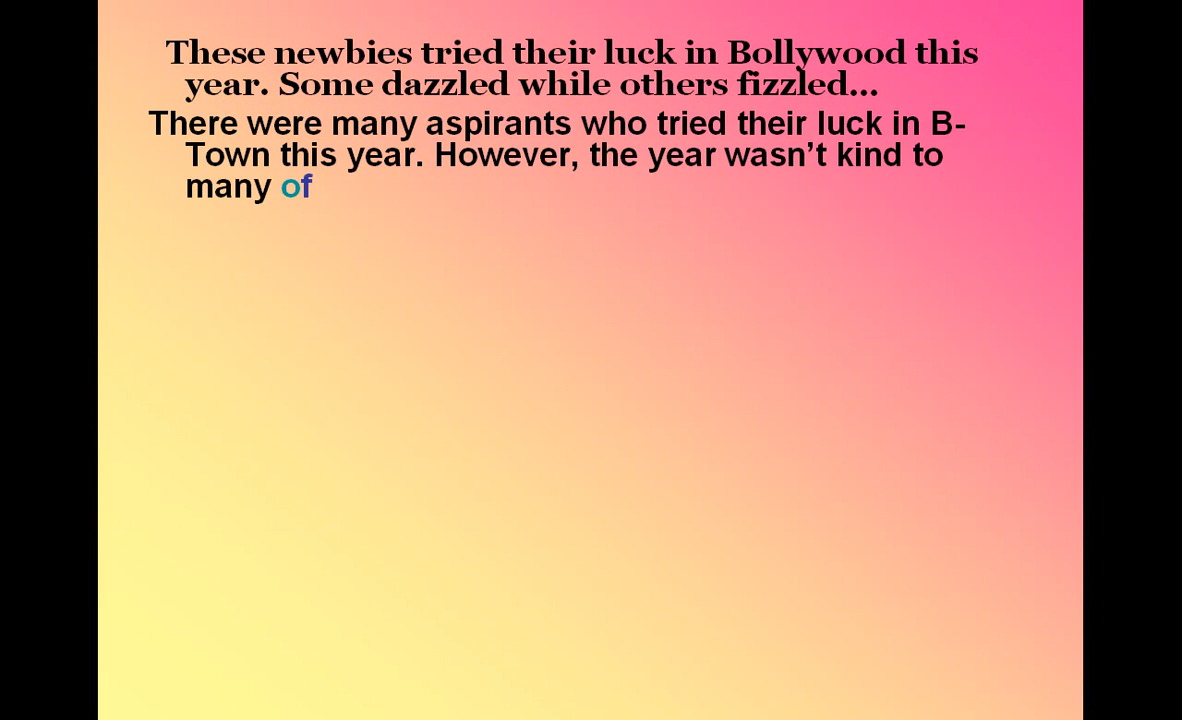 These newbies tried their luck in Bollywood this
year. Some dazzled while others fizzled...
There were many aspirants who tried their luck in B-
Town this year. However, the year wasn’t kind to
many of